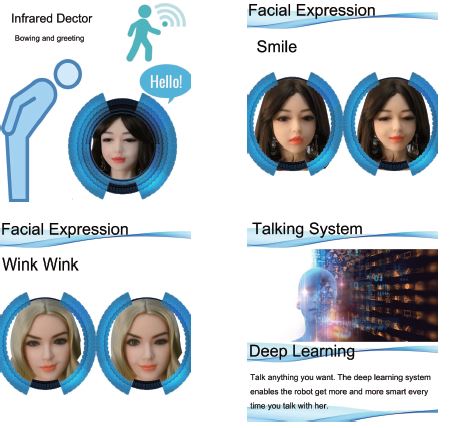 Infrared Dector
Bowing and greeting
Hello!
Facial Expression
Smile
Facial Expression
Wink Wink
Talking System
Deep Learning
Talk anything you want. The deep learning system
enables the robot get more and more smart every
time you talk with her.